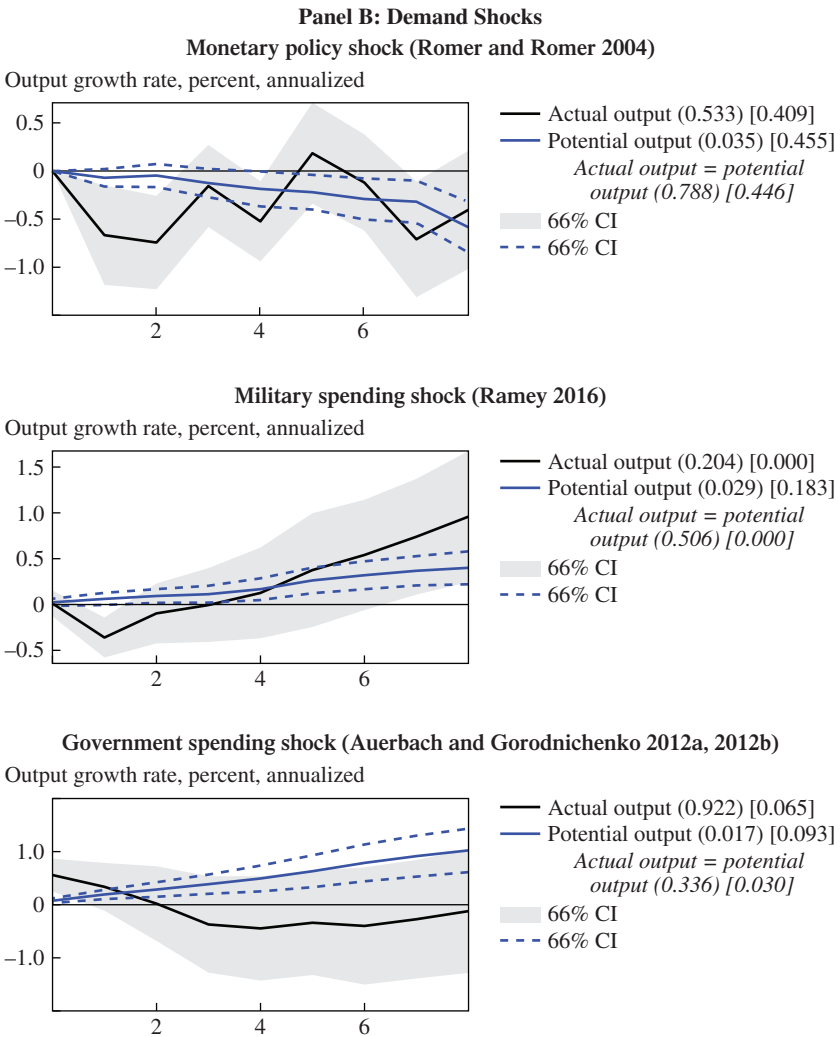 Panel B: Demand Shocks
Monetary policy shock (Romer and Romer 2004)
Output growth rate, percent, annualized
0.5
0
–0.5
–1.0
2
4
6
Actual output (0.533) [0.409]
Potential output (0.035) [0.455]
Actual output = potential
output (0.788) [0.446]
66% CI
66% CI
Military spending shock (Ramey 2016)
Output growth rate, percent, annualized
1.5
1.0
0.5
0
–0.5
2
4
6
Actual output (0.204) [0.000]
Potential output (0.029) [0.183]
Actual output = potential
output (0.506) [0.000]
66% CI
66% CI
Government spending shock (Auerbach and Gorodnichenko 2012a, 2012b)
Output growth rate, percent, annualized
1.0
0
–1.0
2
4
6
Actual output (0.922) [0.065]
Potential output (0.017) [0.093]
Actual output = potential
output (0.336) [0.030]
66% CI
66% CI